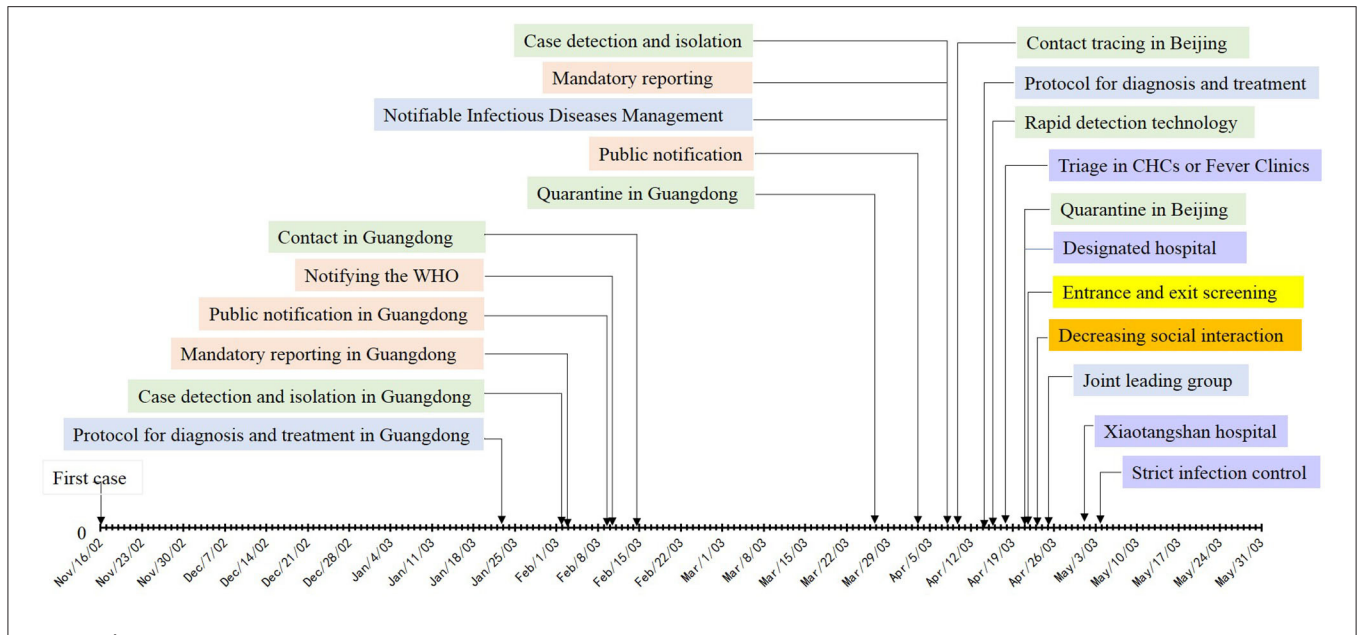 Case detection and isolation
Contact tracing in Beijing
Mandatory reporting
Protocol for diagnosis and treatment
Notifiable Infectious Diseases Management
Rapid detection technology
Public notification
Triage in CHCs or Fever Clinics
Quarantine in Guangdong
Quarantine in Beijing
Contact in Guangdong
Designated hospital
Notifying the WHO
Entrance and exit screening
Public notification in Guangdong
Decreasing social interaction
Mandatory reporting in Guangdong
Joint leading group
Case detection and isolation in Guangdong
Protocol for diagnosis and treatment in Guangdong
Xiaotangshan hospital
First case
Strict infection control
0
Nov/16/02
Nov/23/02
Nov/30/02
Dec/7/02
Dec/14/02
Dec/21/02
Dec/28/02
Jan/4/03
Jan/11/03
Jan/18/03
Jan/25/03
Feb/1/03
Feb/8/03
Feb/15/03
Feb/22/03
Mar/1/03
Mar/8/03
Mar/15/03
Mar/22/03
Mar/29/03
Apr/5/03
Apr/12/03
Apr/19/03
Apr/26/03
May/3/03
May/10/03
May/17/03
May/24/03
May/31/03